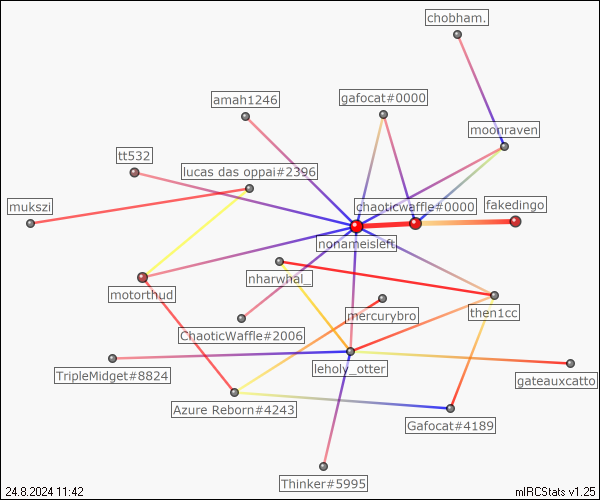 chobham.
amah1246
gafocat#0000
moonraven
tt532
lucas das oppai#2396
mukszi
chaoticwaffle#0000
fakedingo
nonameisleft
nharwhal_
motorthud
mercurybro
then1cc
ChaoticWaffle#2006
TripleMidget#8824
leholy_otter
gateauxcatto
Azure Reborn#4243
Gafocat#4189
Thinker#5995
24.8.2024 11:42
mIRCStats v1.25